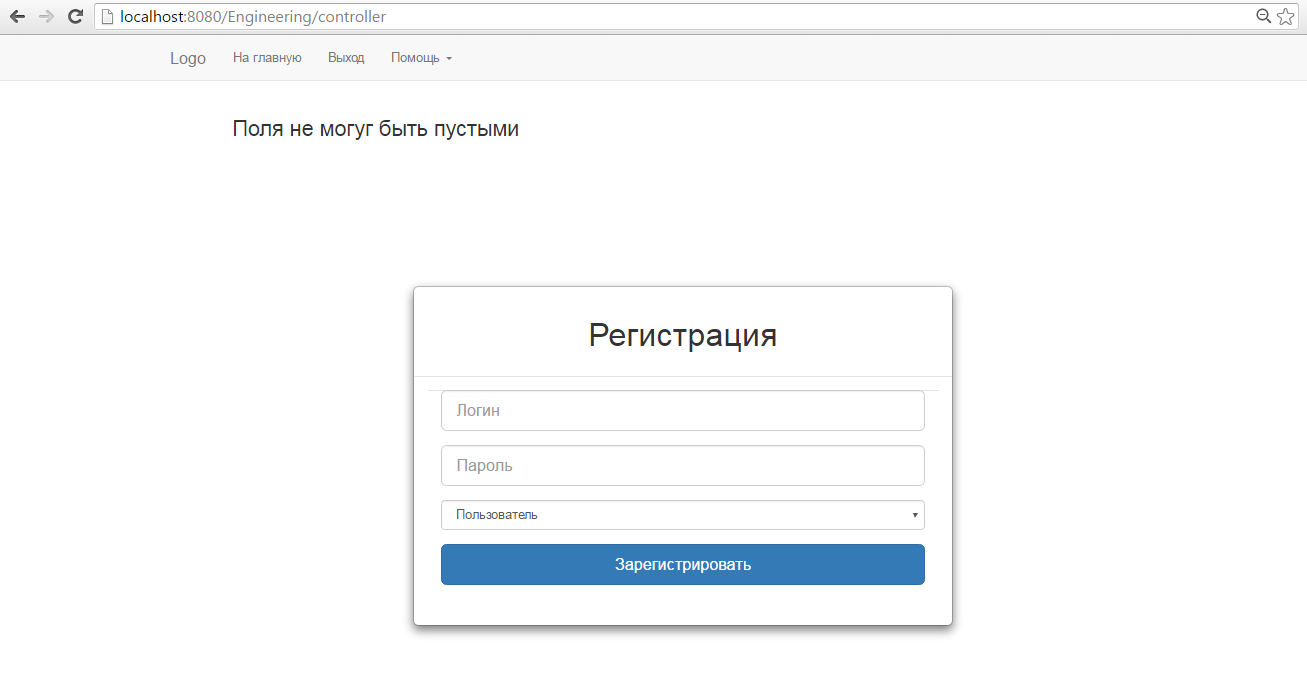 localhost:8080/Engineering/controller
Logo На главную Выход Помощь
Поля не могуг быть пустыми
Регистрация
Логин
Пароль
Пользователь
Зарегистрировать